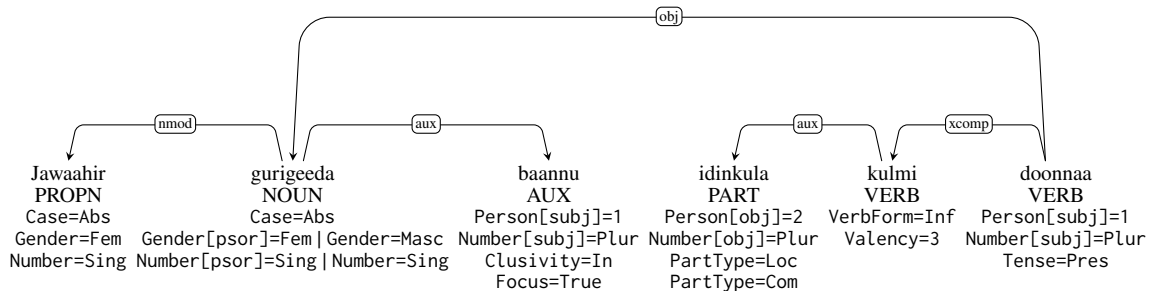 obj
nmod aux aux xcomp
Jawaahir gurigeeda baannu idinkula kulmi doonnaa
PROPN NOUN AUX PART VERB VERB
Case=Abs Case=Abs Person[subj]=1 Person[obj]=2 VerbForm=Inf Person[subj]=1
Gender=Fem Gender[psor]=Fem|Gender=Masc Number[subj]=Plur Number[obj]=Plur Valency=3 Number[subj]=Plur
Number=Sing Number[psor]=Sing|Number=Sing Clusivity=In PartType=Loc Tense=Pres
Focus=True PartType=Com